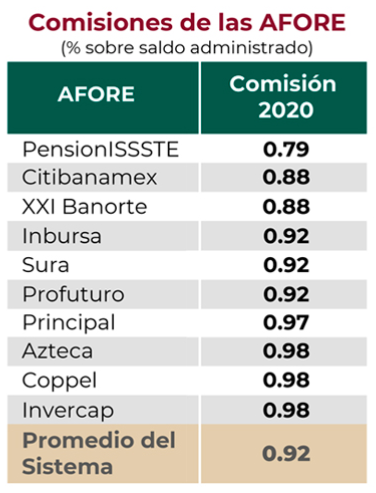 Comisiones de las AFORE
(% sobre saldo administrado)
AFORE Comisión 2020
PensionISSSTE 0.79
Citibanamex 0.88
XXI Banorte 0.88
Inbursa 0.92
Sura 0.92
Profuturo 0.92
Principal 0.97
Azteca 0.98
Coppel 0.98
Invercap 0.98
Promedio del Sistema 0.92